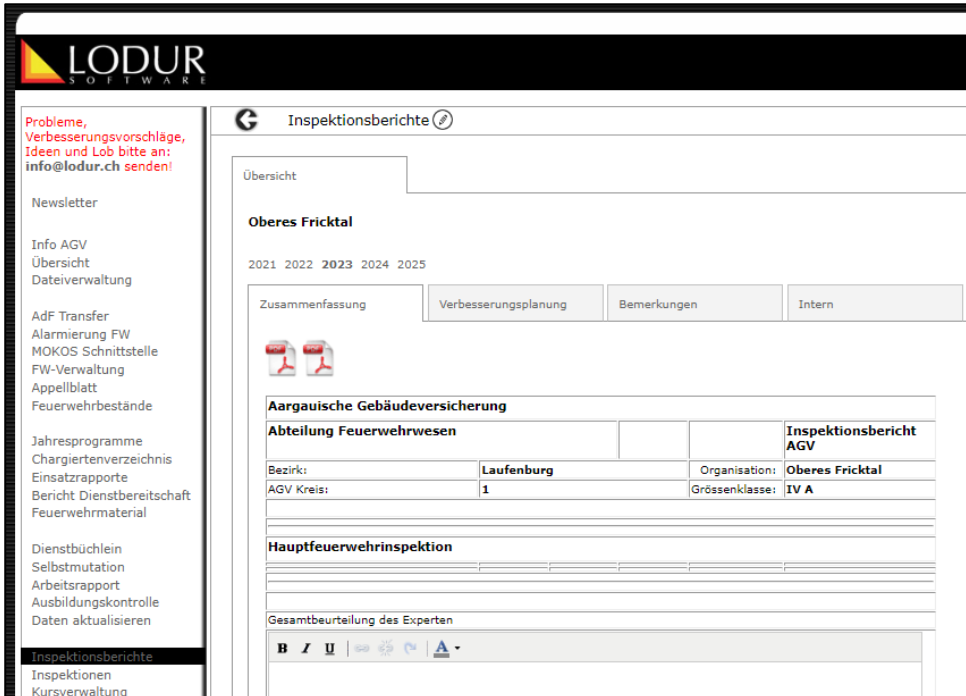 LODUR
SOFTWARE
Probleme,
Verbesserungsvorschläge,
Ideen und Lob bitte an:
info@lodur.ch senden!
Newsletter
Info AGV
Übersicht
Dateiverwaltung
AdF Transfer
Alarmierung FW
MOKOS Schnittstelle
FW-Verwaltung
Appellblatt
Feuerwehrbestände
Jahresprogramme
Chargiertenverzeichnis
Einsatzrapporte
Bericht Dienstbereitschaft
Feuerwehrmaterial
Dienstbüchlein
Selbstmutation
Arbeitsrapport
Ausbildungskontrolle
Daten aktualisieren
Inspektionsberichte
Inspektionen
Kursverwaltung
Inspektionsberichte
Übersicht
Oberes Fricktal
2021 2022 2023 2024 2025
Zusammenfassung Verbesserungsplanung Bemerkungen Intern
PDF PDF
Aargauische Gebäudeversicherung
Abteilung Feuerwehrwesen Inspektionsbericht
AGV
Bezirk: Laufenburg Organisation: Oberes Fricktal
AGV Kreis: 1 Grössenklasse: IV A
Hauptfeuerwehrinspektion
Gesamtbeurteilung des Experten
B I U A